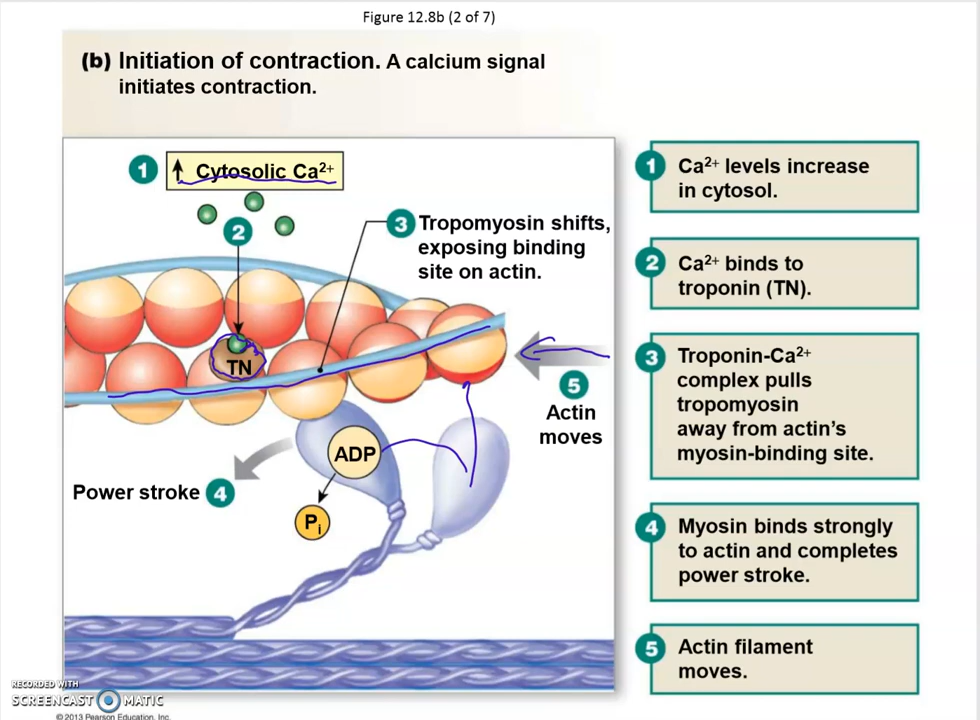 Figure 12.8b (2 of 7)
(b) Initiation of contraction. A calcium signal
initiates contraction.
1 ↑ Cytosolic Ca²⁺
2
3 Tropomyosin shifts,
exposing binding
site on actin.
TN
5
Actin
moves
ADP
Power stroke 4
Pᵢ
1 Ca²⁺ levels increase
in cytosol.
2 Ca²⁺ binds to
troponin (TN).
3 Troponin-Ca²⁺
complex pulls
tropomyosin
away from actin’s
myosin-binding site.
4 Myosin binds strongly
to actin and completes
power stroke.
5 Actin filament
moves.
RECORDED WITH
SCREENCAST MATIC
© 2013 Pearson Education, Inc.